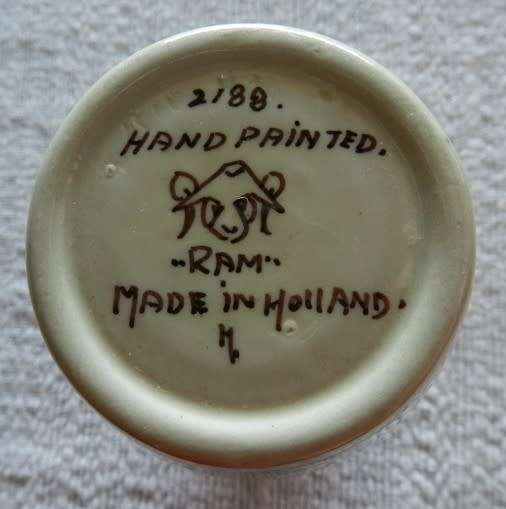 2188.
HAND PAiNTED.
"RAM"
MADE iN HOllAND.
M.